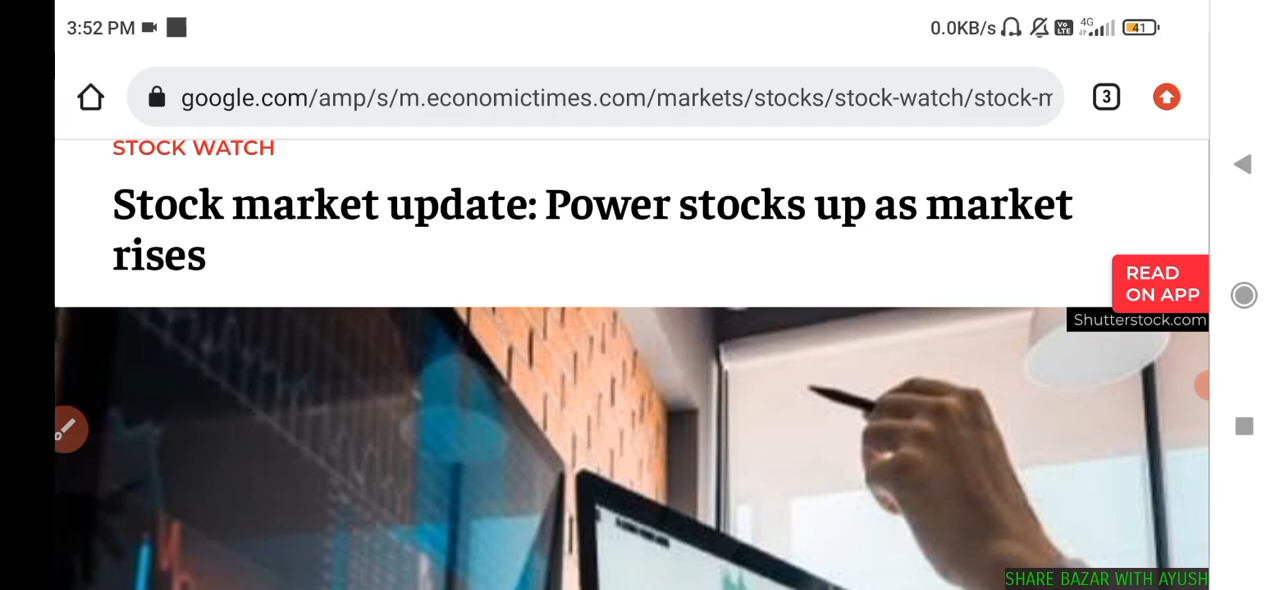 3:52 PM
0.0KB/s
Vo
LTE
4G
41
google.com/amp/s/m.economictimes.com/markets/stocks/stock-watch/stock-m
3
STOCK WATCH
Stock market update: Power stocks up as market
rises
READ
ON APP
Shutterstock.com
SHARE BAZAR WITH AYUSH